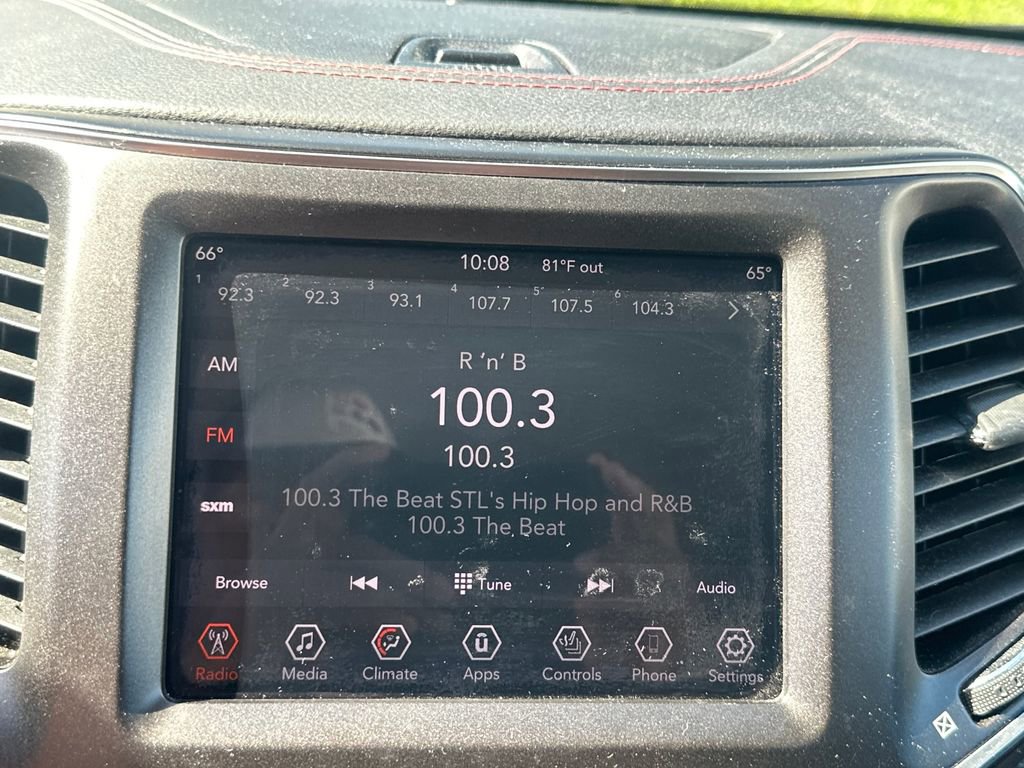 66° 10:08 81°F out 65°
1 92.3 2 92.3 3 93.1 4 107.7 5 107.5 6 104.3
R 'n' B
AM
100.3
FM
100.3
100.3 The Beat STL's Hip Hop and R&B
sxm
100.3 The Beat
Browse Tune Audio
Radio Media Climate Apps Controls Phone Settings